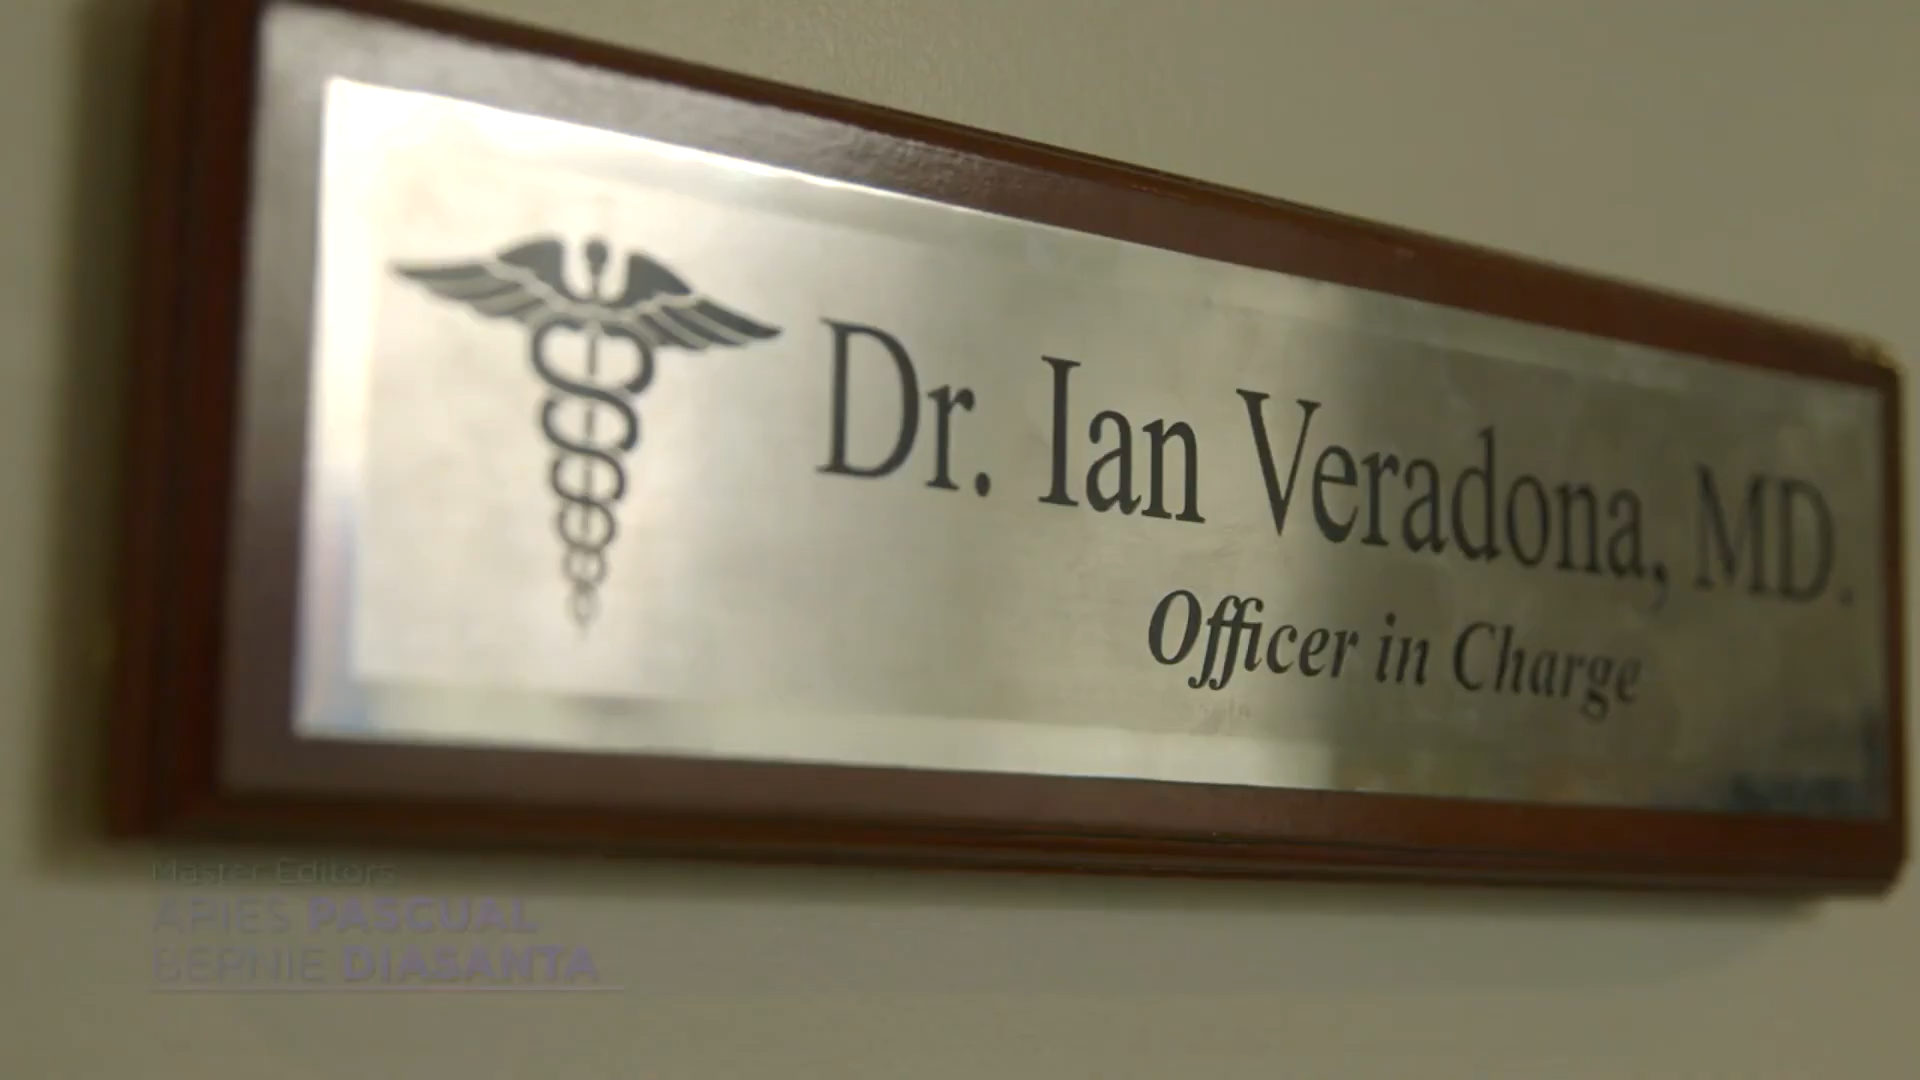 Dr. Ian Veradona, MD.
Officer in Charge
Master Editors
ARIES PASCUAL
BERNIE DIASANTA